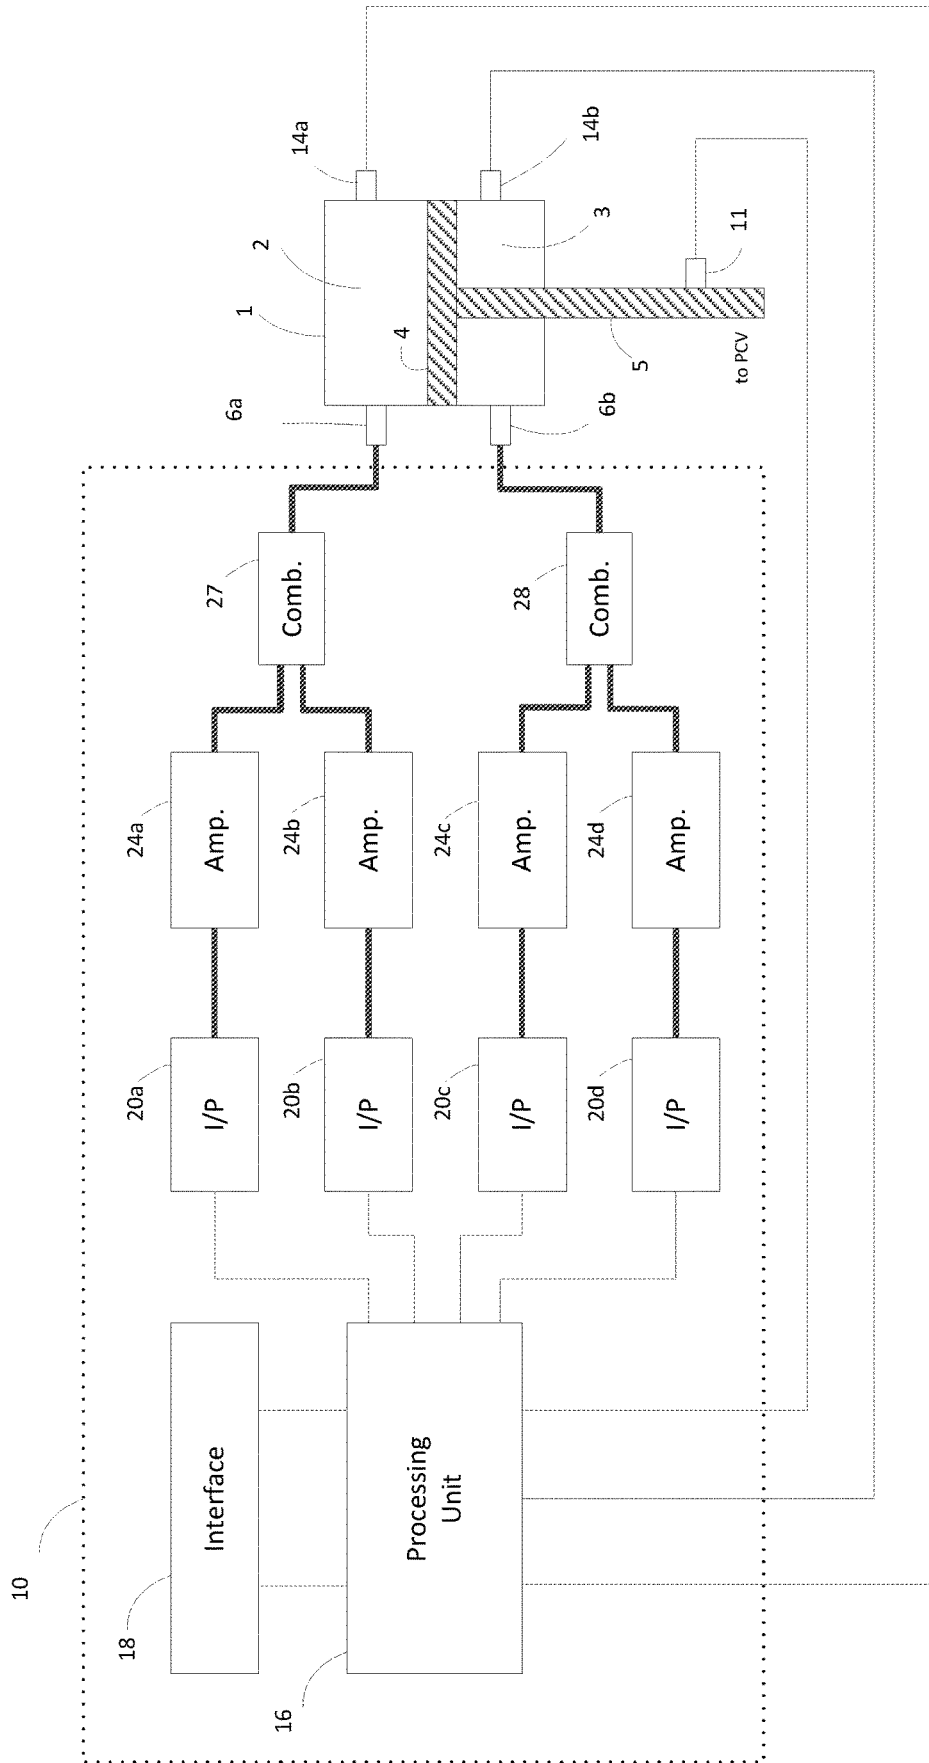 10
18
Interface
16
Processing
Unit
20a
I/P
20b
I/P
20c
I/P
20d
I/P
24a
Amp.
24b
Amp.
24c
Amp.
24d
Amp.
27
Comb.
28
Comb.
6a
6b
1
2
4
3
5
to PCV
14a
14b
11